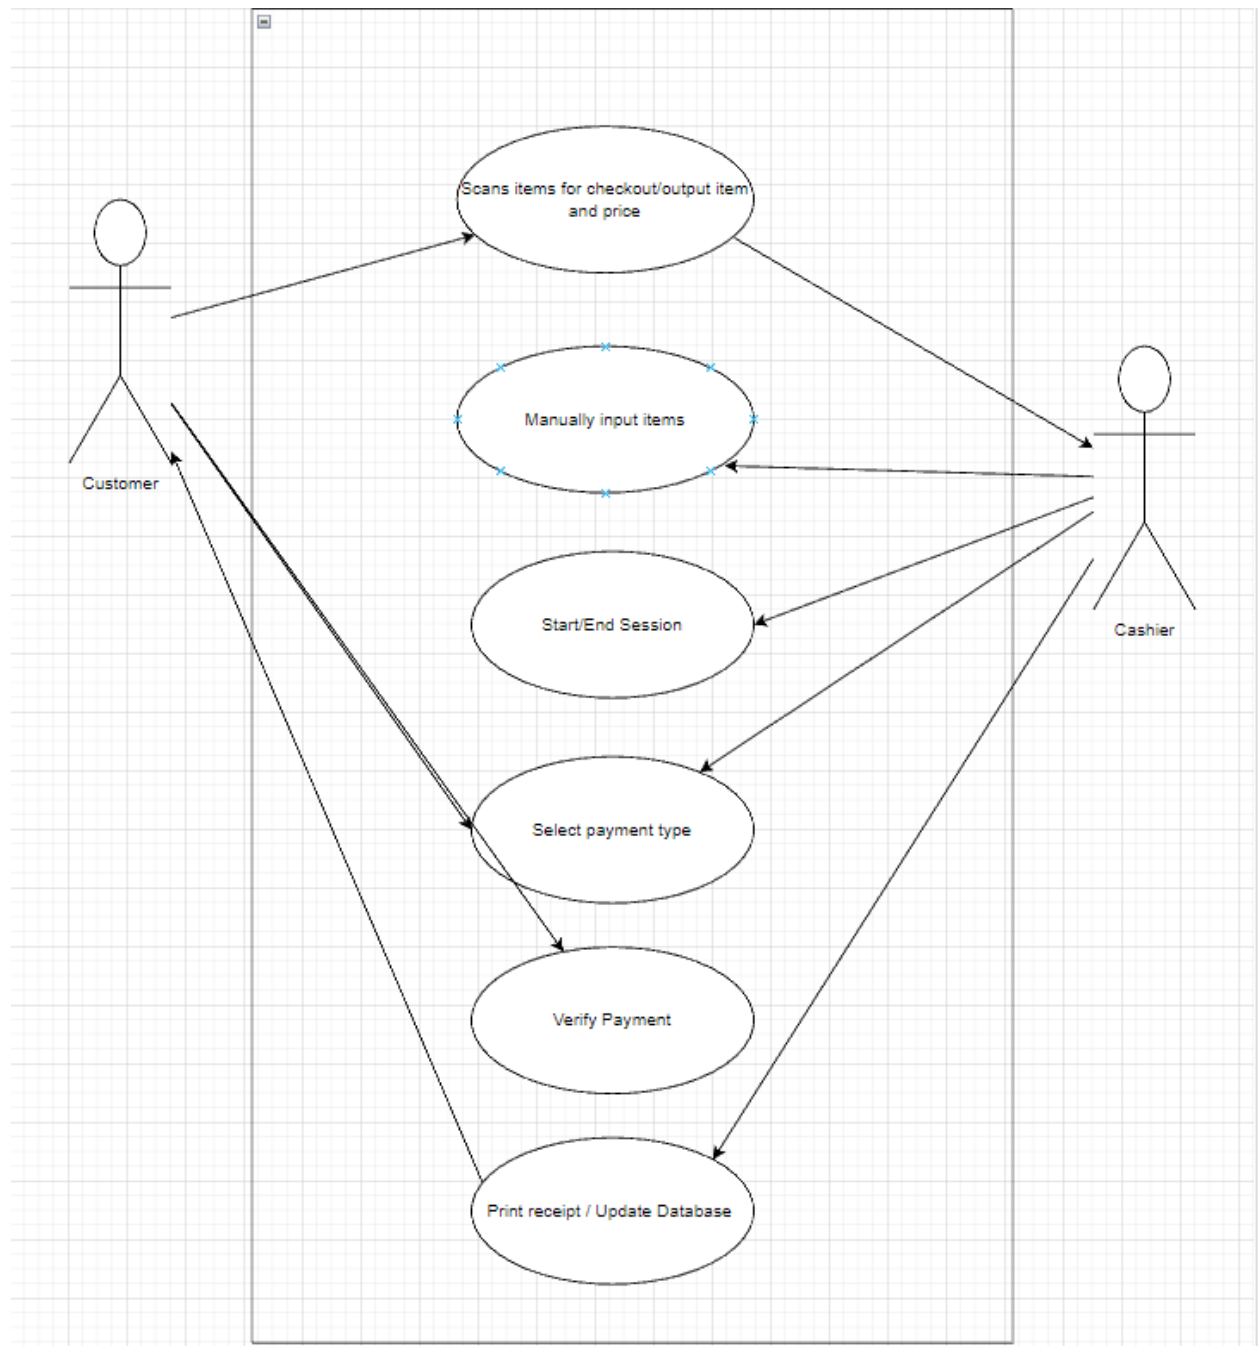 Scans items for checkout/output item
and price
Manually input items
Customer
Start/End Session
Cashier
Select payment type
Verify Payment
Print receipt / Update Database